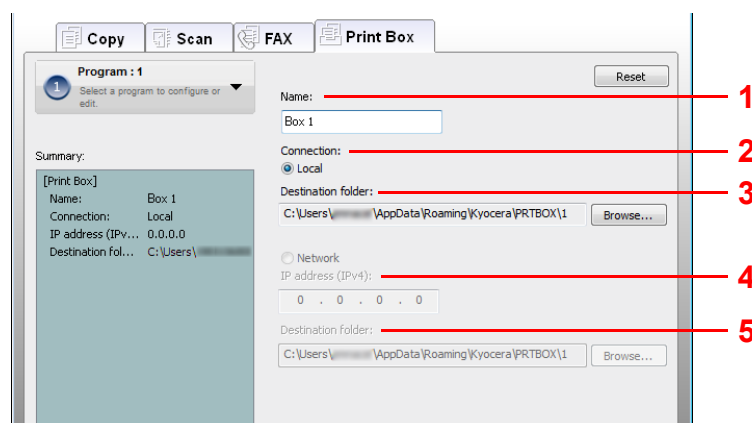 Copy Scan FAX Print Box
Program : 1
1 Select a program to configure or
edit.
Reset
Name: 1
Box 1
Connection: 2
Local
Destination folder: 3
C:\Users\ \AppData\Roaming\Kyocera\PRTBOX\1 Browse...
Network
IP address (IPv4): 4
0 . 0 . 0 . 0
Destination folder: 5
C:\Users\ \AppData\Roaming\Kyocera\PRTBOX\1 Browse...
Summary:
[Print Box]
Name: Box 1
Connection: Local
IP address (IPv... 0.0.0.0
Destination fol... C:\Users\